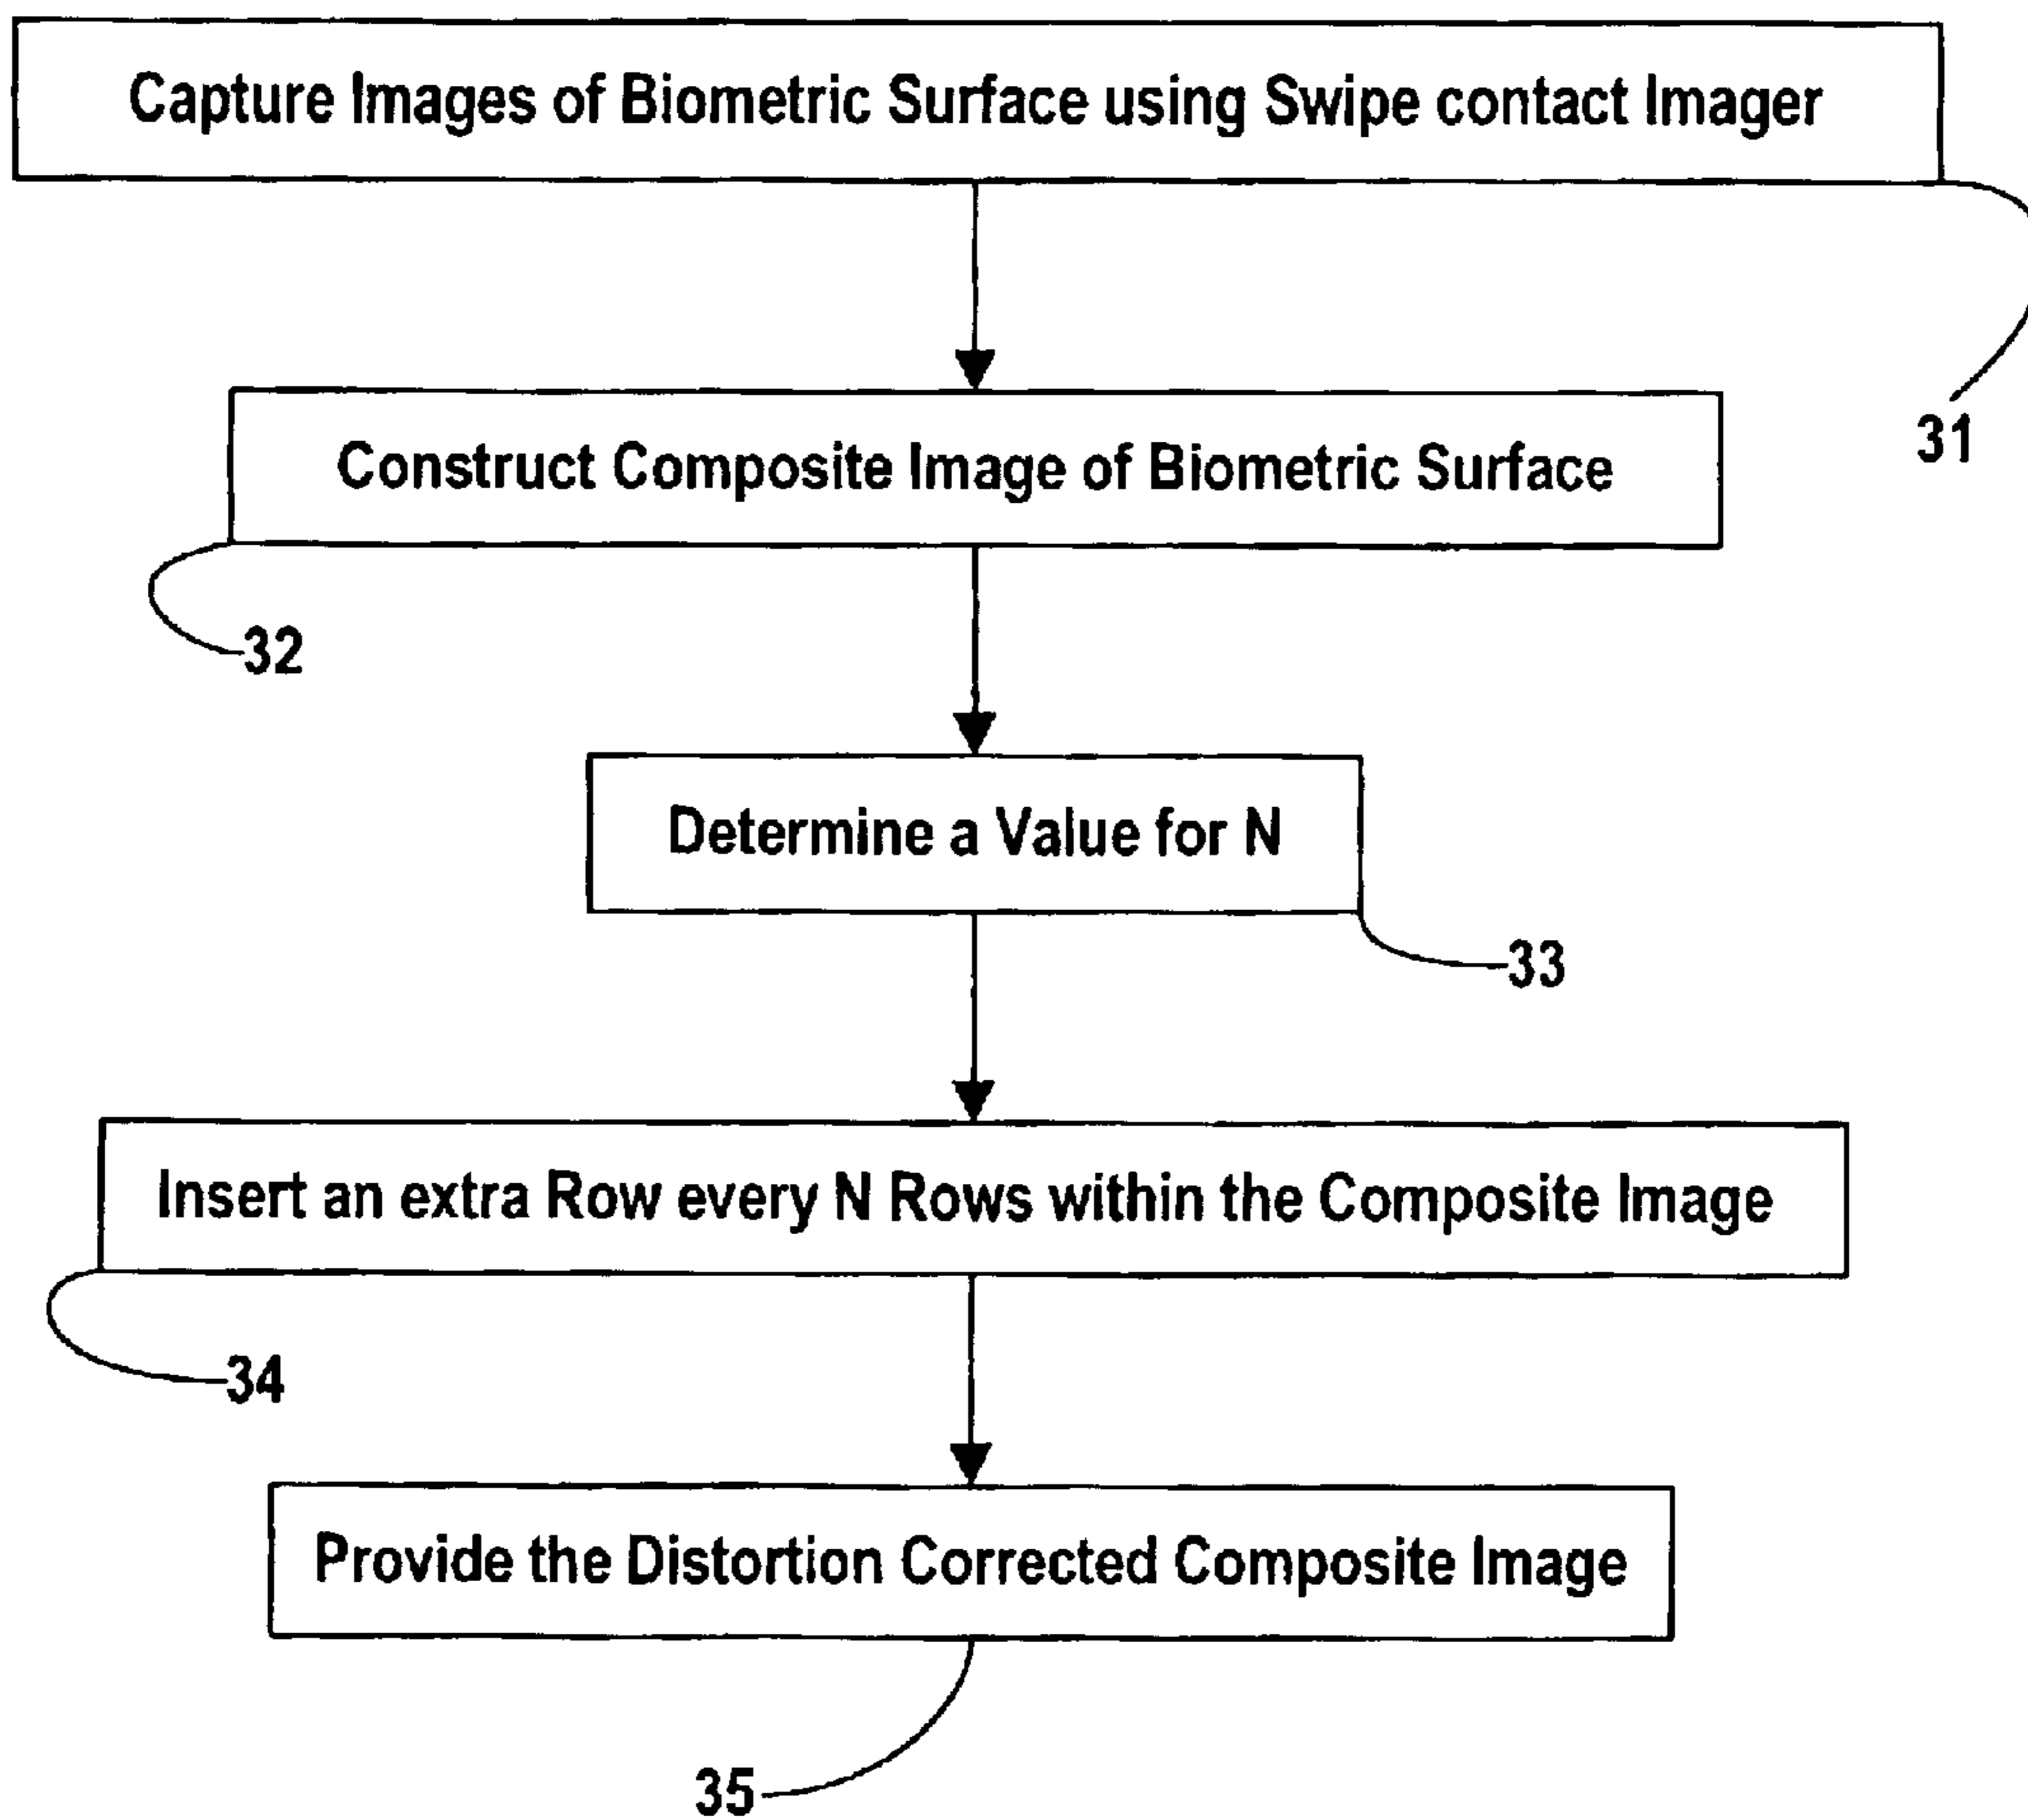 Capture Images of Biometric Surface using Swipe contact Imager
31
Construct Composite Image of Biometric Surface
32
Determine a Value for N
33
Insert an extra Row every N Rows within the Composite Image
34
Provide the Distortion Corrected Composite Image
35